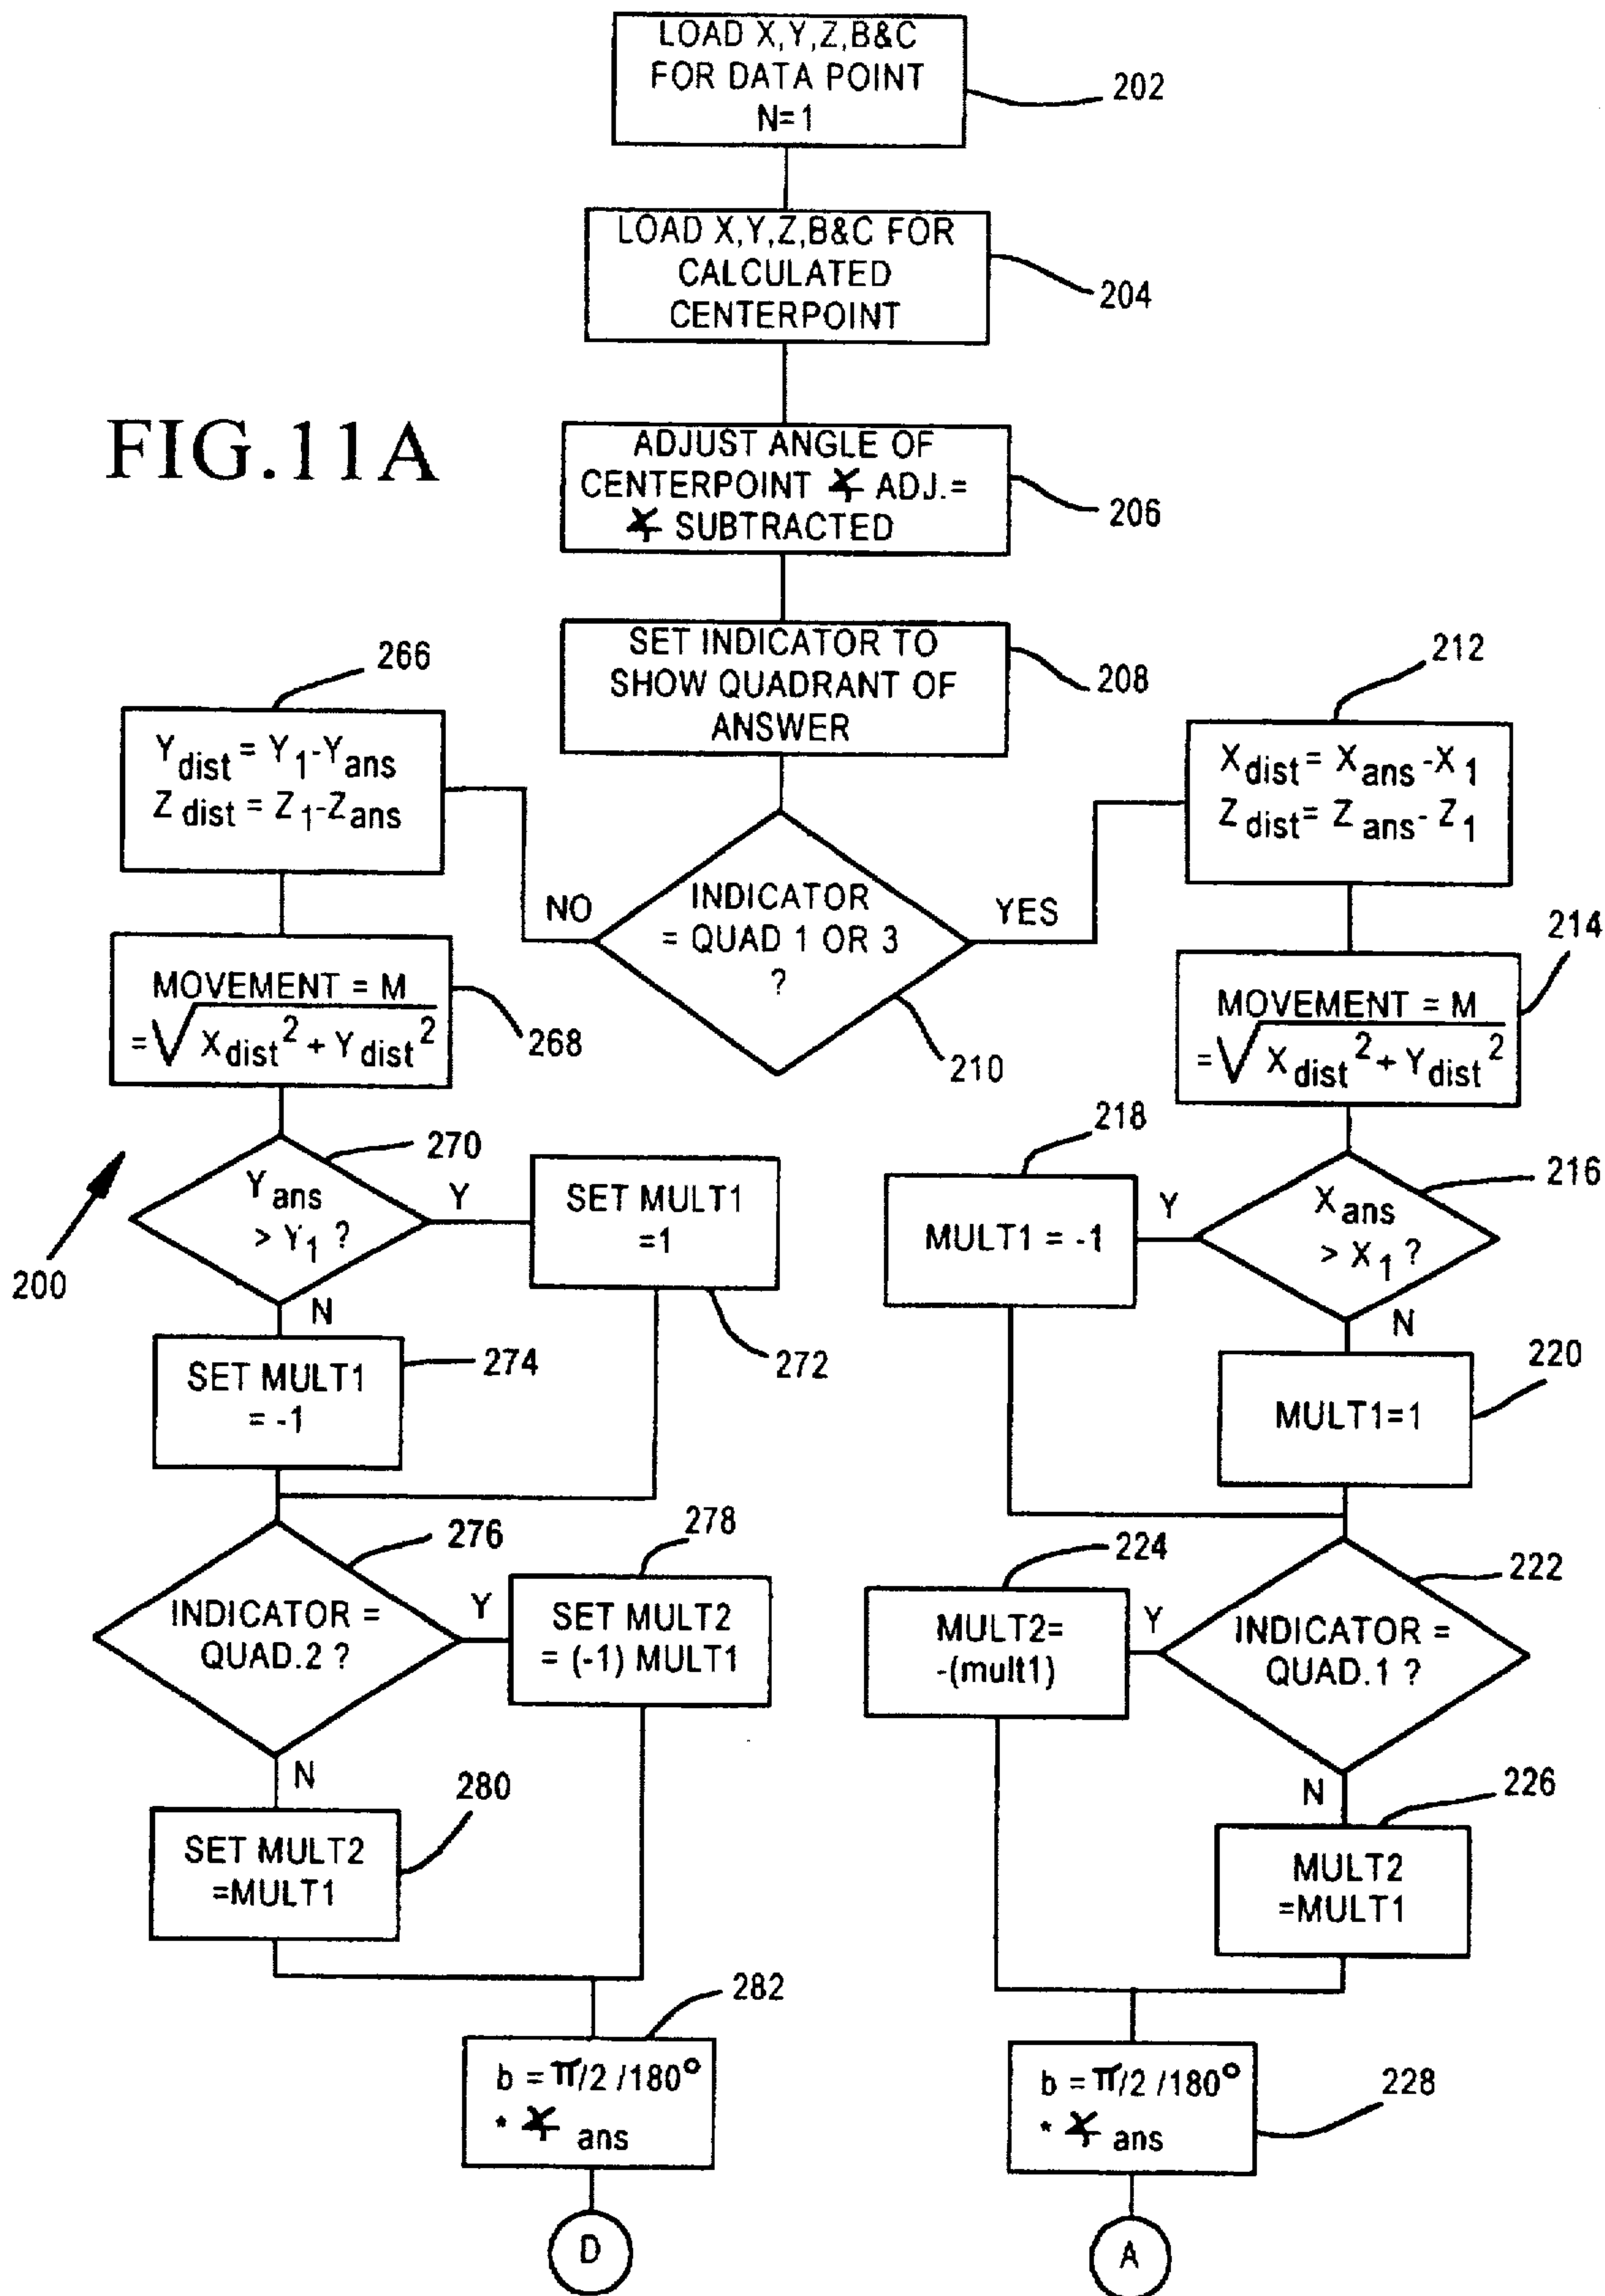 LOAD X,Y,Z,B&C
FOR DATA POINT
N=1
202
LOAD X,Y,Z,B&C FOR
CALCULATED
CENTERPOINT
204
FIG.11A
ADJUST ANGLE OF
CENTERPOINT ∡ ADJ.=
∡ SUBTRACTED
206
SET INDICATOR TO
SHOW QUADRANT OF
ANSWER
208
INDICATOR
= QUAD 1 OR 3
?
210
NO
YES
266
Y dist = Y1-Yans
Z dist = Z1-Zans
MOVEMENT = M
=√Xdist² + Ydist²
268
Yans
> Y1 ?
270
Y
N
SET MULT1
=1
272
200
SET MULT1
= -1
274
INDICATOR =
QUAD.2 ?
276
Y
N
278
SET MULT2
= (-1) MULT1
280
SET MULT2
=MULT1
282
b = π/2 /180°
* ∡ ans
D
212
Xdist = Xans -X1
Zdist= Zans- Z1
214
MOVEMENT = M
=√Xdist² + Ydist²
216
Xans
> X1 ?
Y
N
218
MULT1 = -1
220
MULT1=1
222
INDICATOR =
QUAD.1 ?
Y
N
224
MULT2=
-(mult1)
226
MULT2
=MULT1
228
b = π/2 /180°
* ∡ ans
A